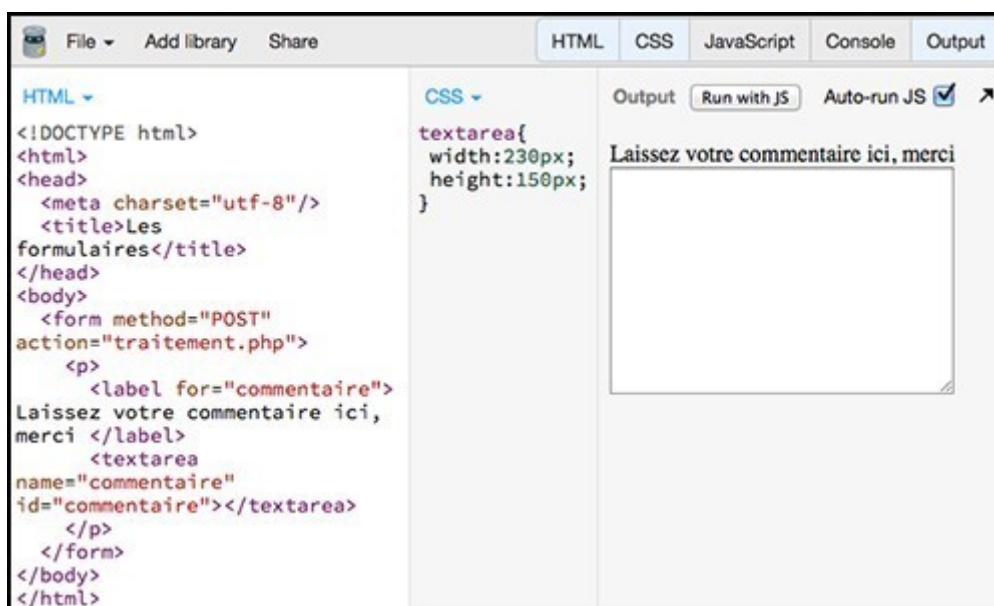 File Add library Share HTML CSS JavaScript Console Output
HTML
<!DOCTYPE html>
<html>
<head>
<meta charset="utf-8"/>
<title>Les
formulaires</title>
</head>
<body>
<form method="POST"
action="traitement.php">
<p>
<label for="commentaire">
Laissez votre commentaire ici,
merci </label>
<textarea
name="commentaire"
id="commentaire"></textarea>
</p>
</form>
</body>
</html>
CSS
textarea{
width:230px;
height:150px;
}
Output Run with JS Auto-run JS
Laissez votre commentaire ici, merci